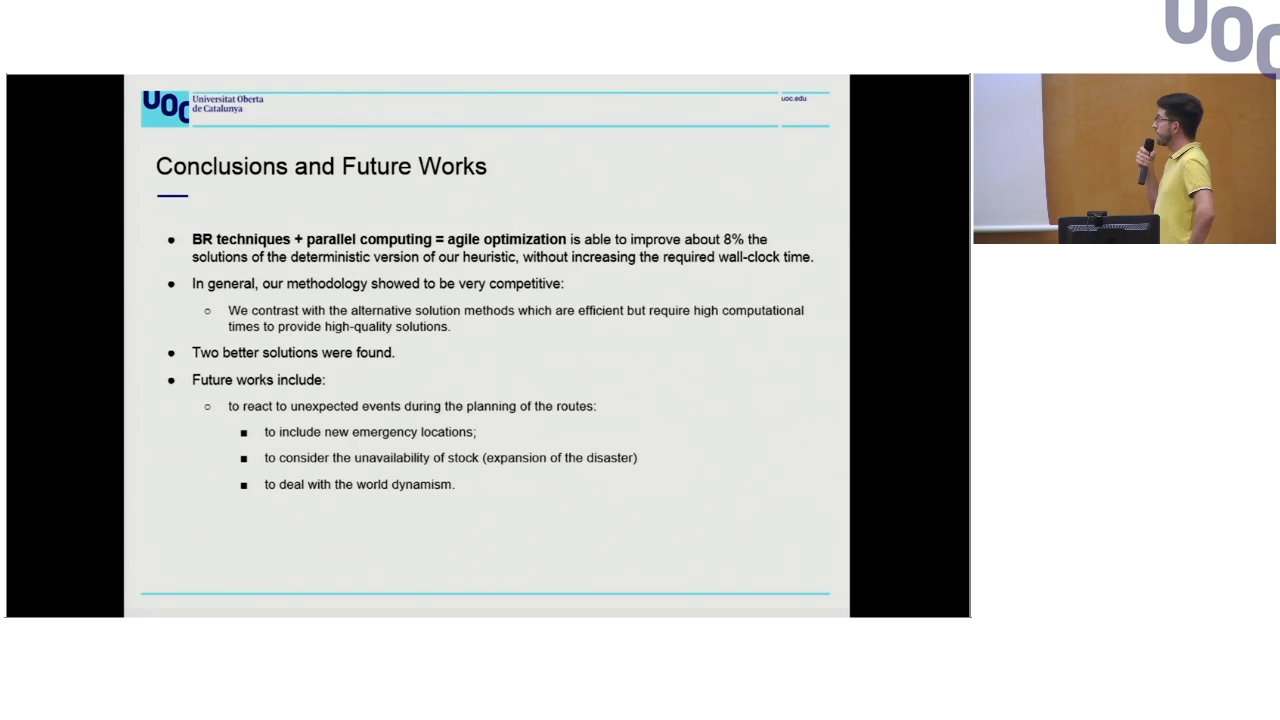 UOC
UOC
Universitat Oberta
de Catalunya
uoc.edu
Conclusions and Future Works
● BR techniques + parallel computing = agile optimization is able to improve about 8% the
solutions of the deterministic version of our heuristic, without increasing the required wall-clock time.
● In general, our methodology showed to be very competitive:
○ We contrast with the alternative solution methods which are efficient but require high computational
times to provide high-quality solutions.
● Two better solutions were found.
● Future works include:
○ to react to unexpected events during the planning of the routes:
■ to include new emergency locations;
■ to consider the unavailability of stock (expansion of the disaster)
■ to deal with the world dynamism.